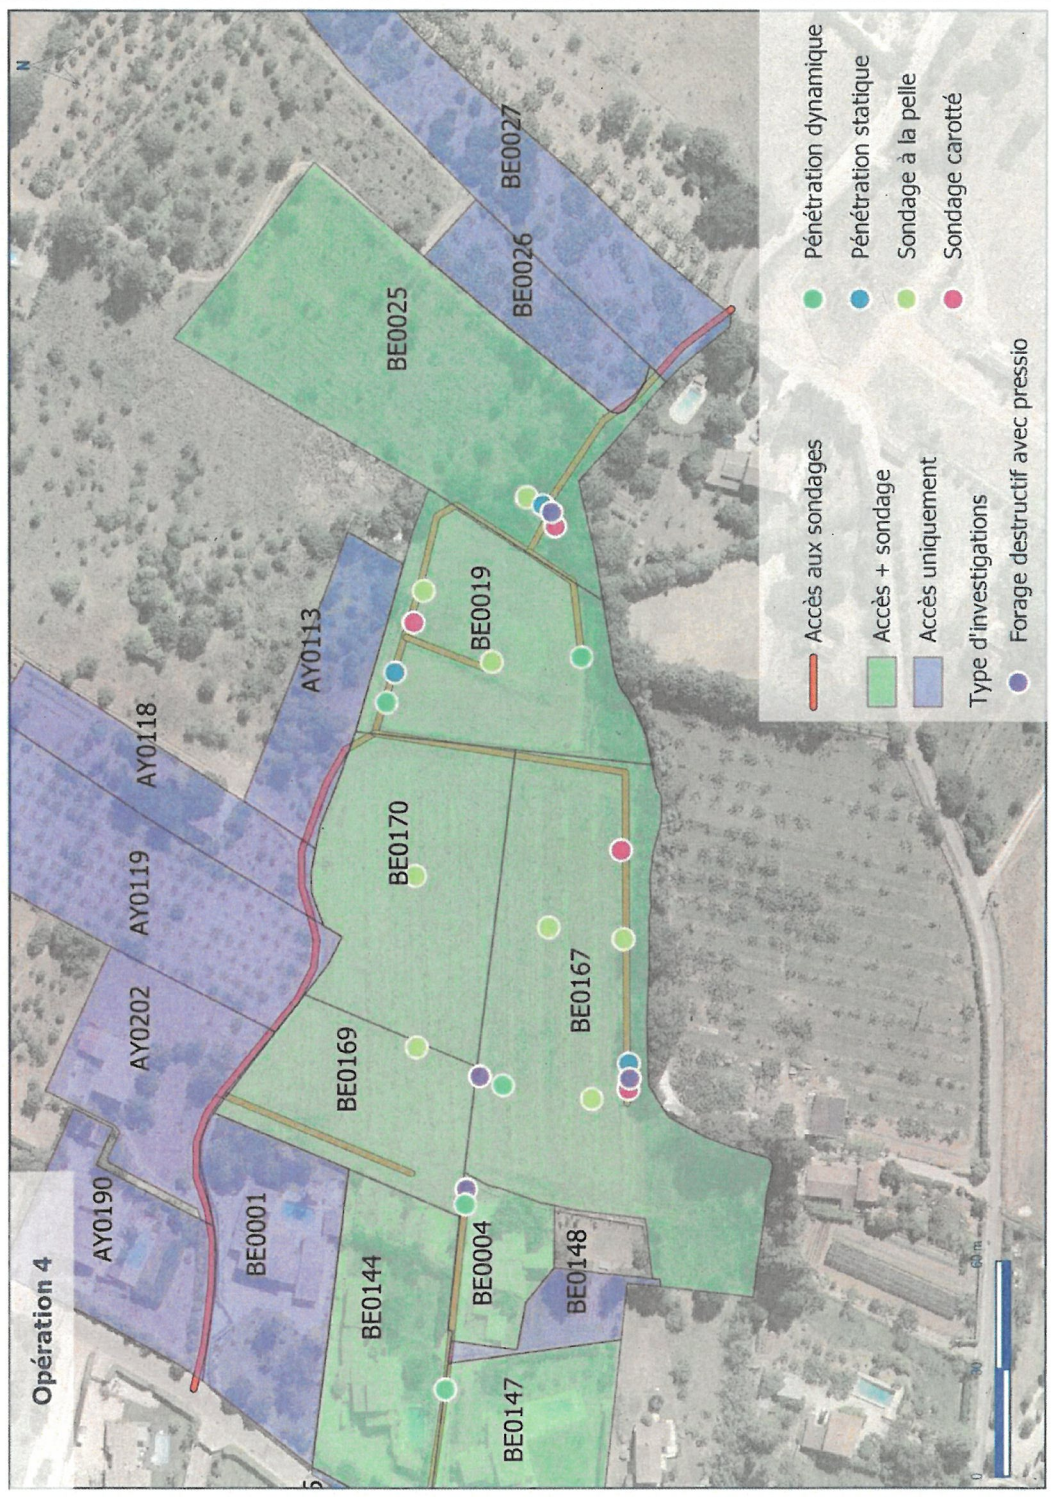 Opération 4
N
AY0190
AY0202
AY0119
AY0118
AY0113
BE0001
BE0169
BE0170
BE0019
BE0025
BE0026
BE0027
BE0144
BE0004
BE0148
BE0147
BE0167
Accès aux sondages
Accès + sondage
Accès uniquement
Type d'investigations
Forage destructif avec pressio
Pénétration dynamique
Pénétration statique
Sondage à la pelle
Sondage carotté
0
30
60 m